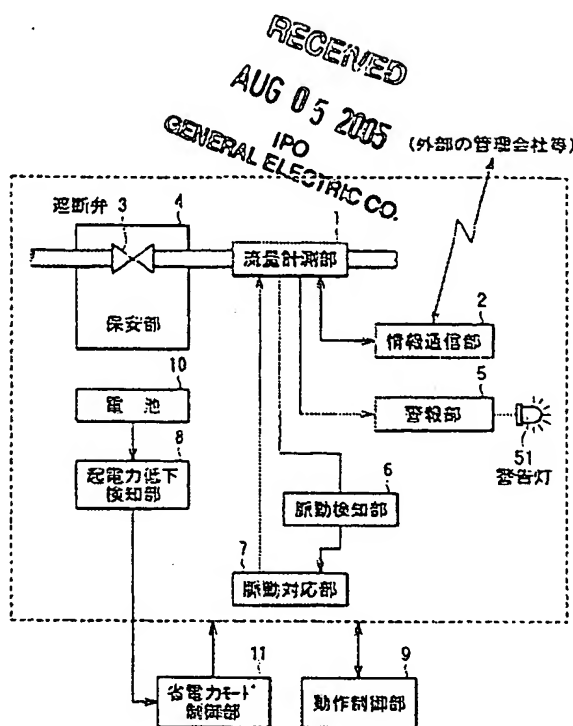 RECEIVED
AUG 05 2005
IPO
GENERAL ELECTRIC CO.
(外部の管理会社等)
遮断弁 3
4
1
流量計測部
保安部
2
情報通信部
10
電池
5
警報部
51
警告灯
8
起電力低下
検知部
6
脈動検知部
7
脈動対応部
11
省電力モード
制御部
9
動作制御部